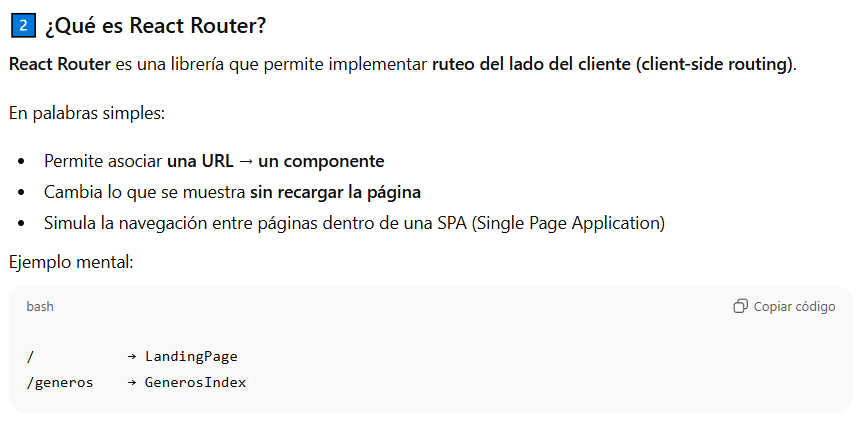 2 ¿Qué es React Router?
React Router es una librería que permite implementar ruteo del lado del cliente (client-side routing).
En palabras simples:
• Permite asociar una URL → un componente
• Cambia lo que se muestra sin recargar la página
• Simula la navegación entre páginas dentro de una SPA (Single Page Application)
Ejemplo mental:
bash Copiar código
/ → LandingPage
/generos → GenerosIndex